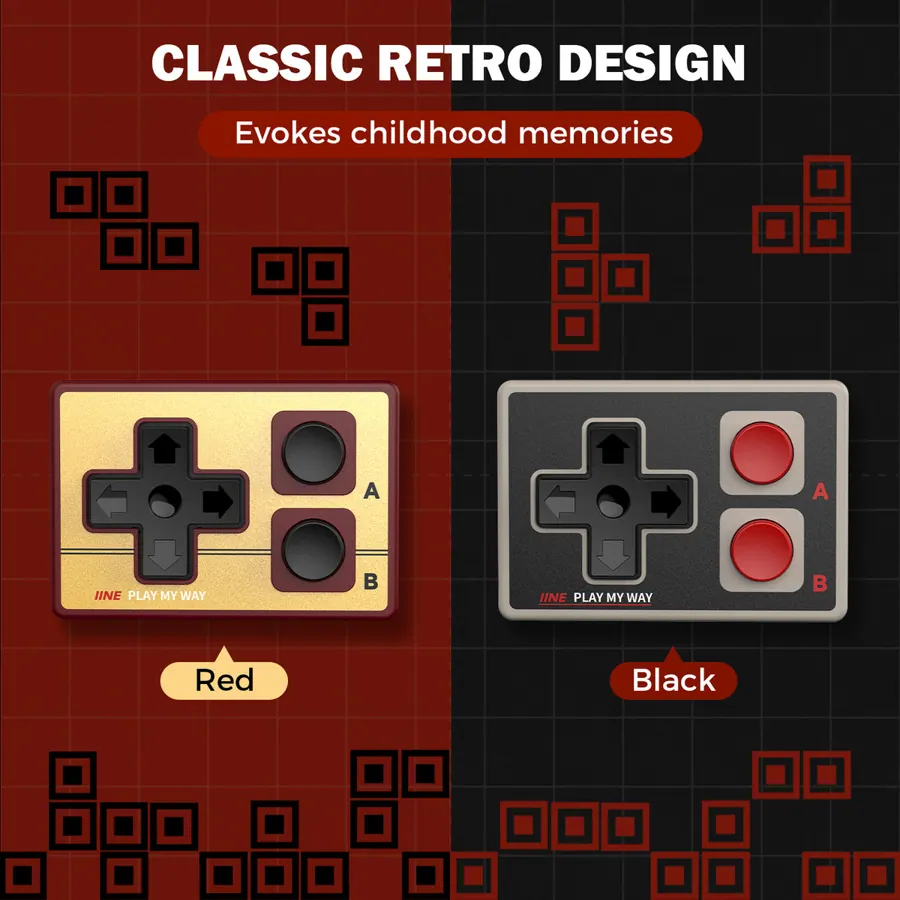 CLASSIC RETRO DESIGN
Evokes childhood memories
A
B
IINE PLAY MY WAY
A
B
IINE PLAY MY WAY
Red
Black